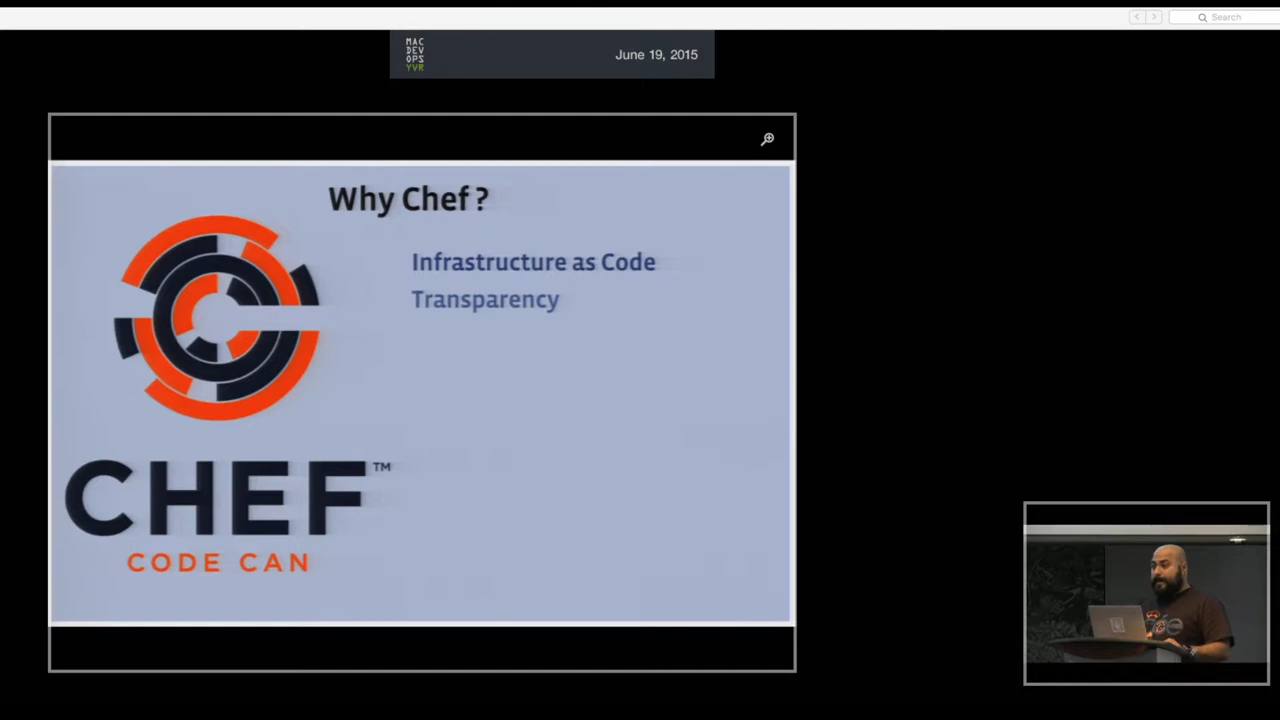 Search
MAC
DEV
OPS
YVR
June 19, 2015
Why Chef ?
Infrastructure as Code
Transparency
CHEF™
CODE CAN